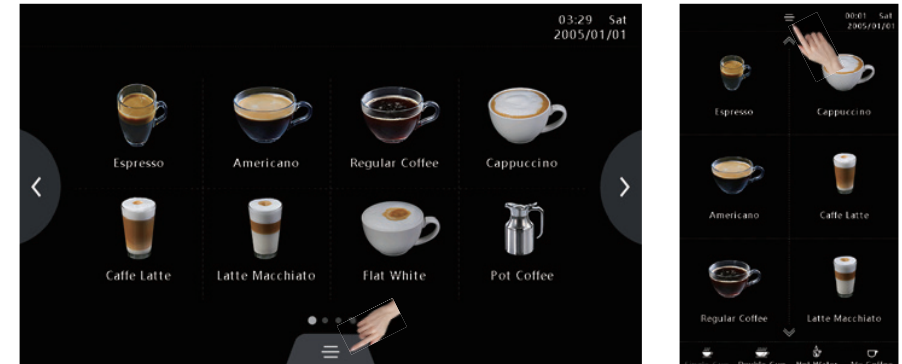 03:29 Sat
2005/01/01
Espresso
Americano
Regular Coffee
Cappuccino
Caffe Latte
Latte Macchiato
Flat White
Pot Coffee
00:01 Sat
2005/01/01
Espresso
Cappuccino
Americano
Caffe Latte
Regular Coffee
Latte Macchiato